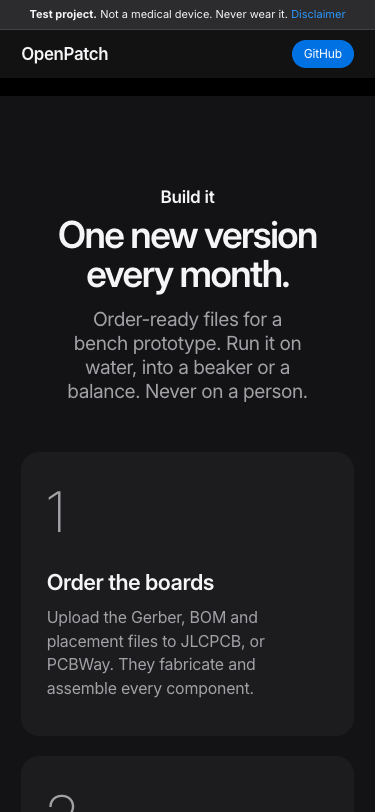 Test project. Not a medical device. Never wear it. Disclaimer
OpenPatch
GitHub
Build it
One new version
every month.
Order-ready files for a
bench prototype. Run it on
water, into a beaker or a
balance. Never on a person.
1
Order the boards
Upload the Gerber, BOM and
placement files to JLCPCB, or
PCBWay. They fabricate and
assemble every component.
2